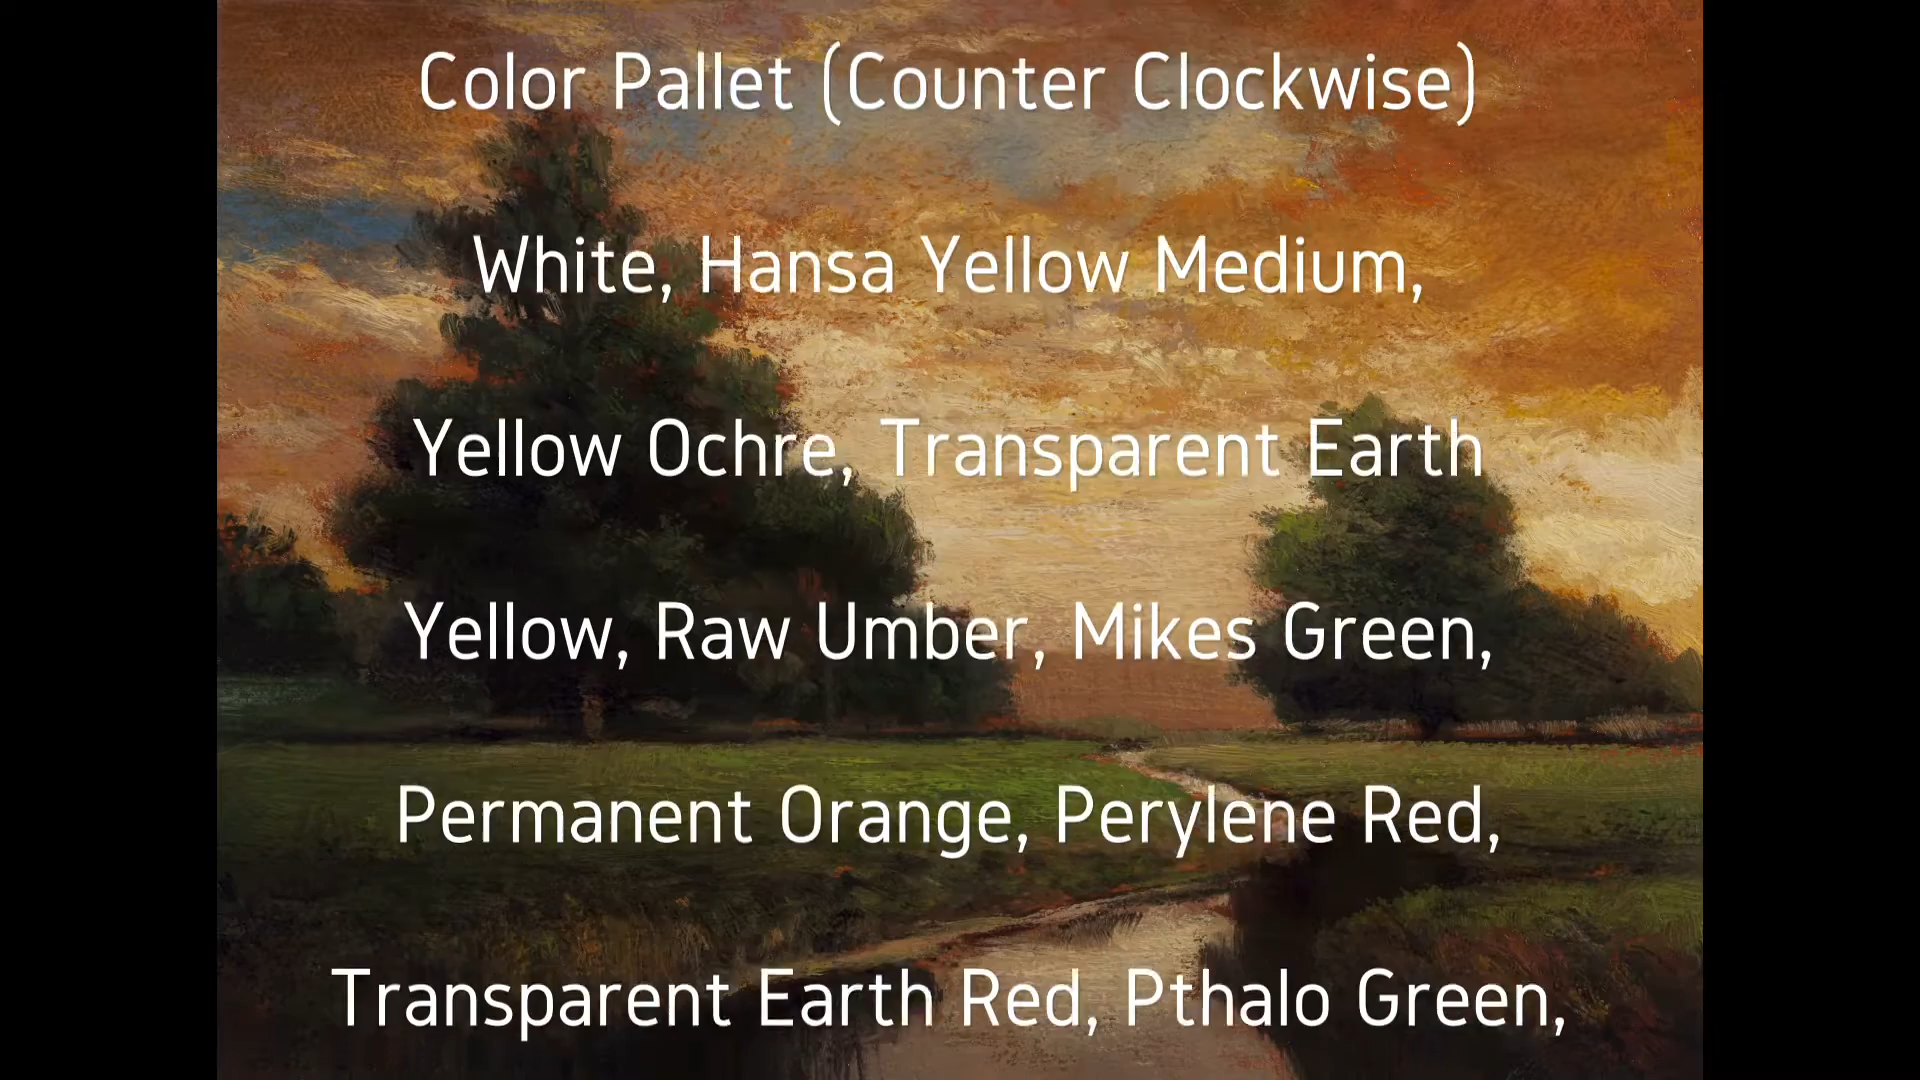 Color Pallet (Counter Clockwise)
White, Hansa Yellow Medium,
Yellow Ochre, Transparent Earth
Yellow, Raw Umber, Mikes Green,
Permanent Orange, Perylene Red,
Transparent Earth Red, Pthalo Green,